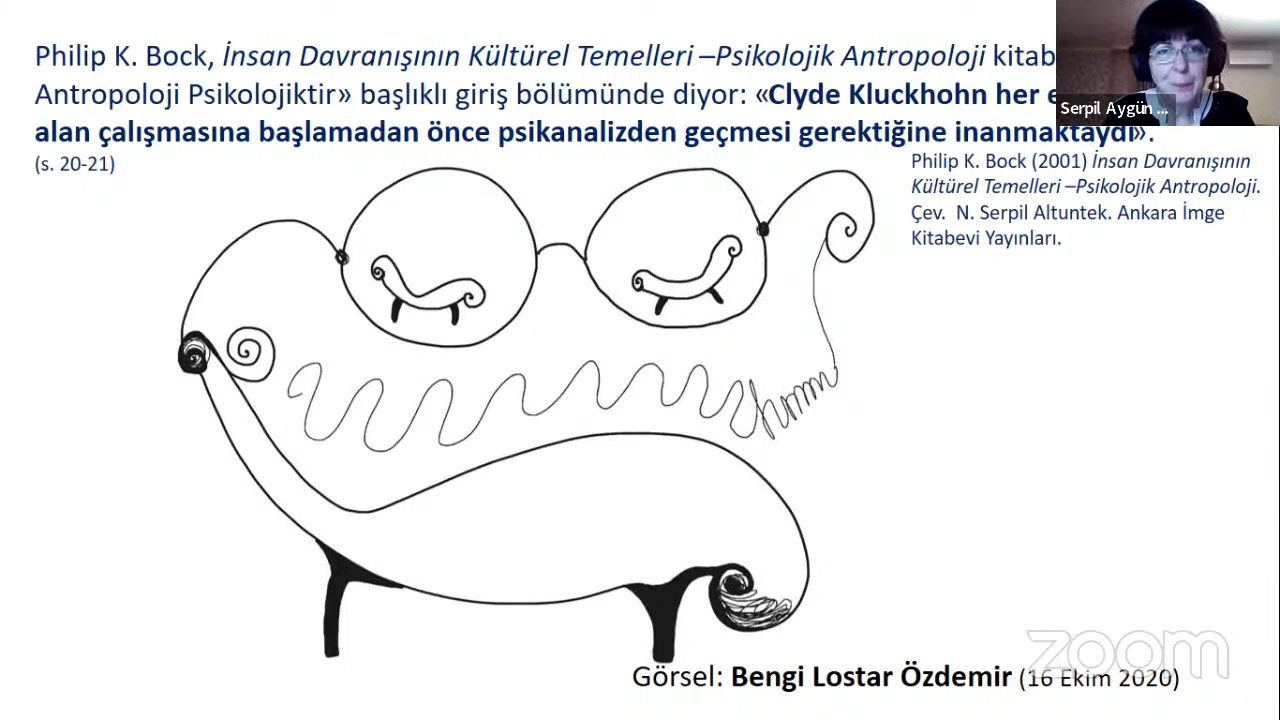 Philip K. Bock, İnsan Davranışının Kültürel Temelleri –Psikolojik Antropoloji
Antropoloji Psikolojiktir» başlıklı giriş bölümünde diyor: «Clyde Kluckhohn her
alan çalışmasına başlamadan önce psikanalizden geçmesi gerektiğine inanmaktaydı».
(s. 20-21)
Serpil Aygün ...
Philip K. Bock (2001) İnsan Davranışının
Kültürel Temelleri –Psikolojik Antropoloji.
Çev. N. Serpil Altuntek. Ankara İmge
Kitabevi Yayınları.
hmm
Görsel: Bengi Lostar Özdemir (16 Ekim 2020)
zoom